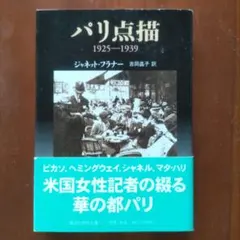 パリ点描
1925—1939
ジャネット・フラナー 吉岡晶子 訳
ピカソ、ヘミングウェイ、シャネル、マタ・ハリ
米国女性記者の綴る
華の都パリ